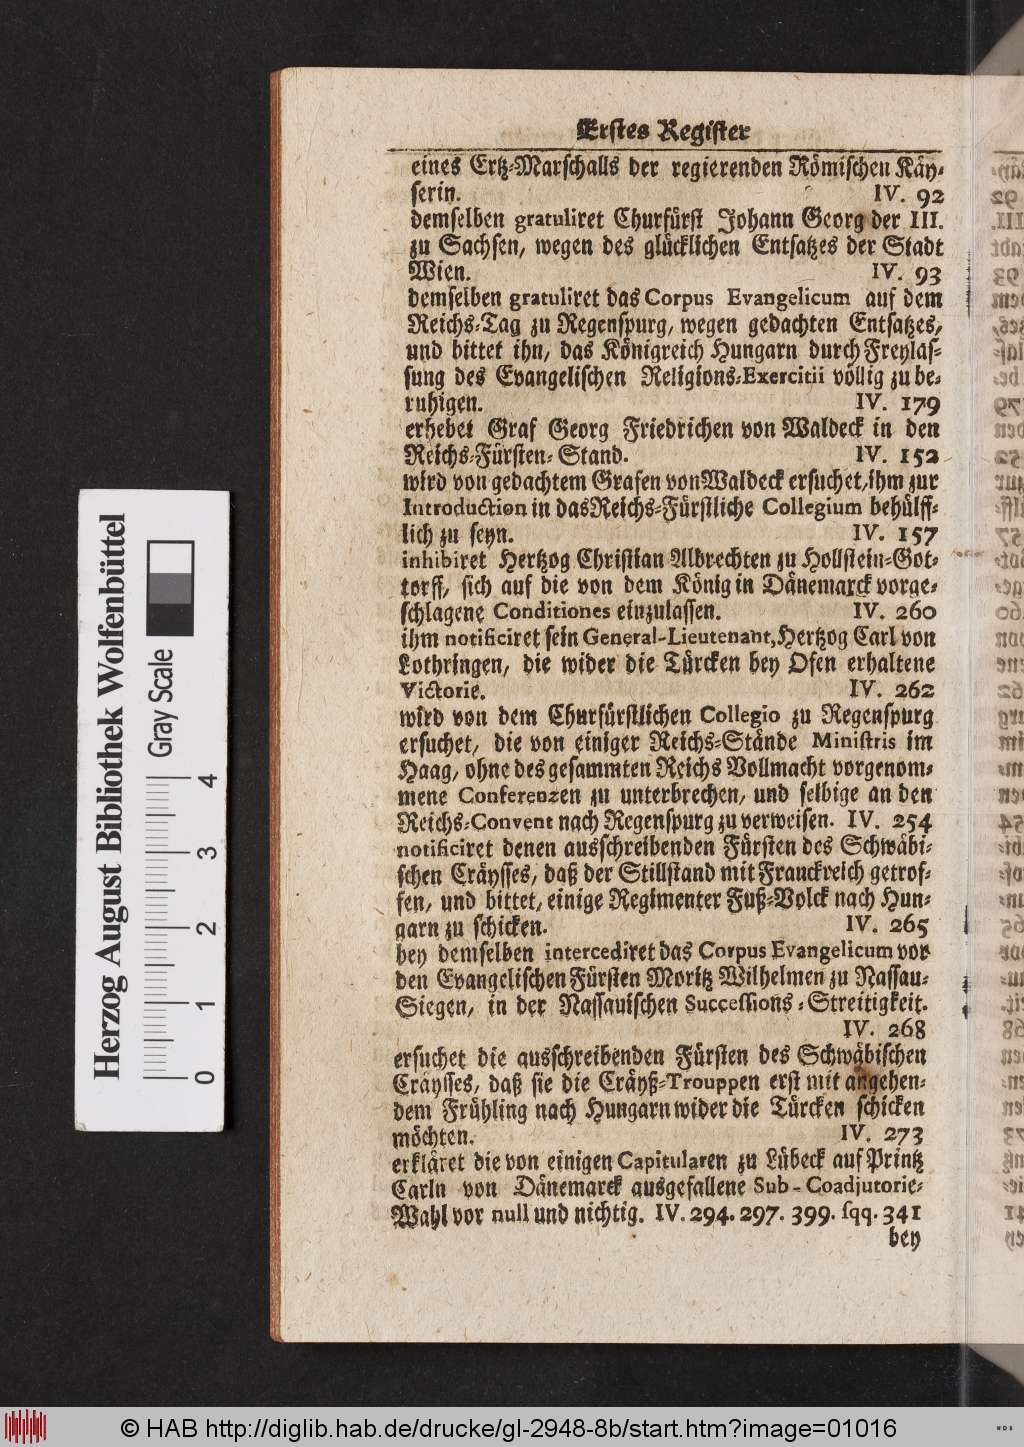 Erstes Register
eines Ertz-Marschalls der regierenden Römischen Käy-
serin. IV. 92
demselben gratuliret Churfürst Johann Georg der III.
zu Sachsen, wegen des glücklichen Entsatzes der Stadt
Wien. IV. 93
demselben gratuliret das Corpus Evangelicum auf dem
Reichs-Tag zu Regenspurg, wegen gedachten Entsatzes,
und bittet ihn, das Königreich Hungarn durch Freylas-
sung des Evangelischen Religions-Exercitii völlig zu be-
ruhigen. IV. 179
erhebet Graf Georg Friedrichen von Waldeck in den
Reichs-Fürsten-Stand. IV. 152
wird von gedachtem Grafen von Waldeck ersuchet, ihm zur
Introduction in das Reichs-Fürstliche Collegium behülff-
lich zu seyn. IV. 157
inhibiret Hertzog Christian Albrechten zu Hollstein-Got-
torff, sich auf die von dem König in Dänemarck vorge-
schlagene Conditiones einzulassen. IV. 260
ihm notificiret sein General-Lieutenant, Hertzog Carl von
Lothringen, die wider die Türcken bey Ofen erhaltene
Victorie. IV. 262
wird von dem Churfürstlichen Collegio zu Regenspurg
ersuchet, die von einiger Reichs-Stände Ministris im
Haag, ohne des gesammten Reichs Vollmacht vorgenom-
mene Conferenzen zu unterbrechen, und selbige an den
Reichs-Convent nach Regenspurg zu verweisen. IV. 254
notificiret denen ausschreibenden Fürsten des Schwäbi-
schen Cräysses, daß der Stillstand mit Franckreich getrof-
fen, und bittet, einige Regimenter Fuß-Volck nach Hun-
garn zu schicken. IV. 265
bey demselben intercediret das Corpus Evangelicum vor
den Evangelischen Fürsten Moritz Wilhelmen zu Nassau-
Siegen, in der Nassauischen Successions-Streitigkeit.
IV. 268
ersuchet die ausschreibenden Fürsten des Schwäbischen
Cräysses, daß sie die Cräyß-Trouppen erst mit angehen-
dem Frühling nach Hungarn wider die Türcken schicken
möchten. IV. 273
erkläret die von einigen Capitularen zu Lübeck auf Printz
Carln von Dänemarck ausgefallene Sub-Coadjutorie-
Wahl vor null und nichtig. IV. 294. 297. 399. sqq. 341
bey
Herzog August Bibliothek Wolfenbüttel
Gray Scale
0 1 2 3 4
© HAB http://diglib.hab.de/drucke/gl-2948-8b/start.htm?image=01016